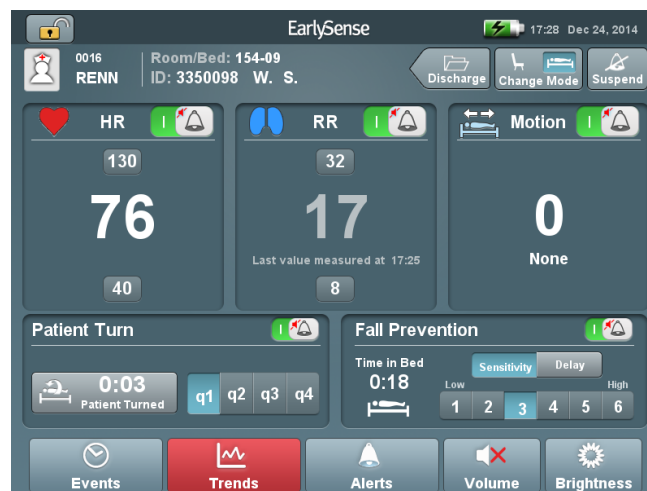 EarlySense
17:28 Dec 24, 2014
0016
RENN
Room/Bed: 154-09
ID: 3350098 W. S.
Discharge
Change Mode
Suspend
HR
I
130
76
40
RR
I
32
17
Last value measured at 17:25
8
Motion
I
0
None
Patient Turn
I
0:03
Patient Turned
q1 q2 q3 q4
Fall Prevention
I
Time in Bed
0:18
Sensitivity Delay
Low High
1 2 3 4 5 6
Events
Trends
Alerts
Volume
Brightness